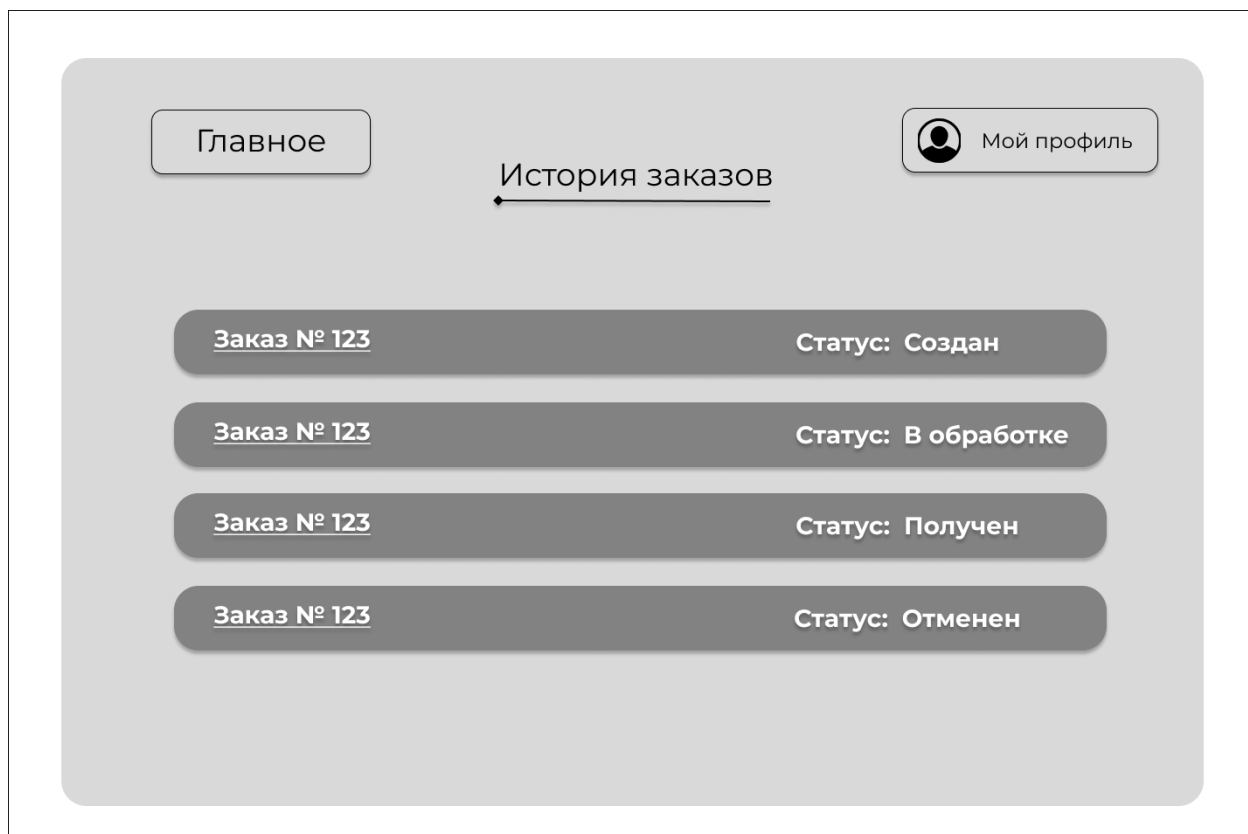 Главное
Мой профиль
История заказов
Заказ № 123 Статус: Создан
Заказ № 123 Статус: В обработке
Заказ № 123 Статус: Получен
Заказ № 123 Статус: Отменен